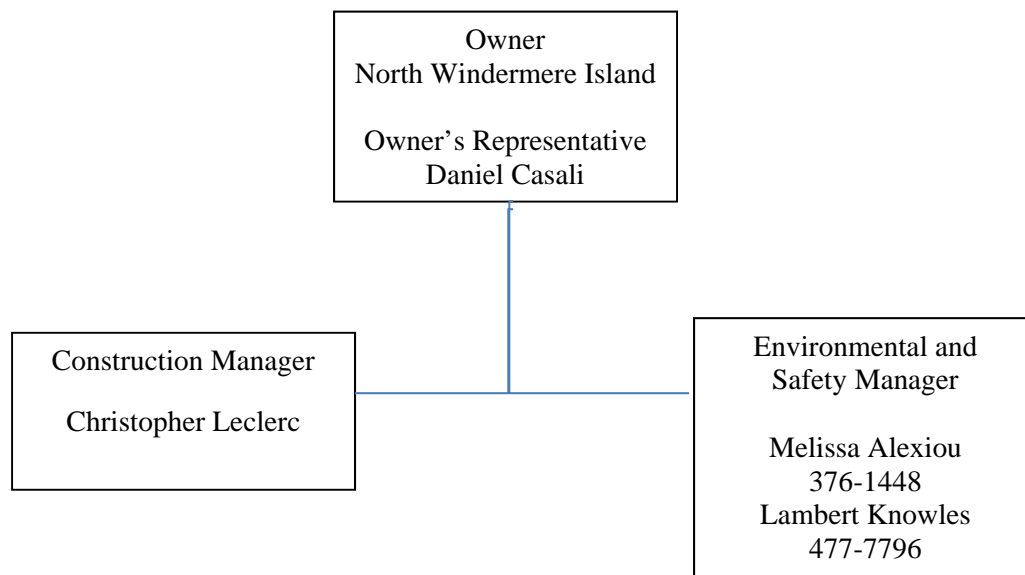 Owner
North Windermere Island
Owner’s Representative
Daniel Casali
Construction Manager
Christopher Leclerc
Environmental and
Safety Manager
Melissa Alexiou
376-1448
Lambert Knowles
477-7796